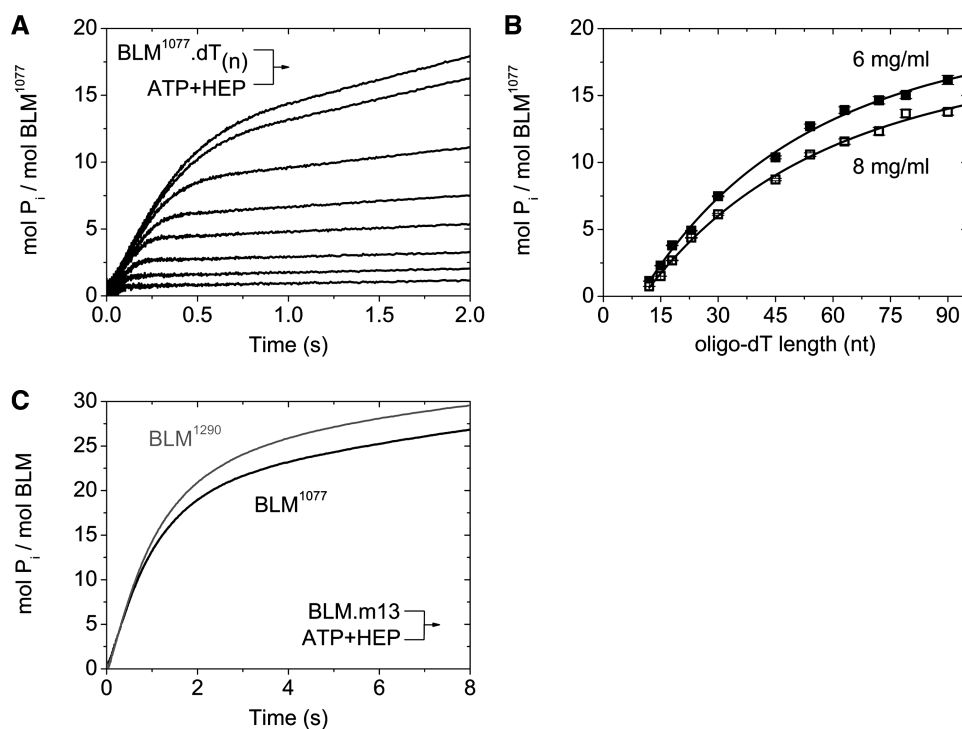 A
BLM1077.dT(n)
ATP+HEP
mol Pi / mol BLM1077
20
15
10
5
0
0.0 0.5 1.0 1.5 2.0
Time (s)
B
6 mg/ml
8 mg/ml
mol Pi / mol BLM1077
20
15
10
5
0
0 15 30 45 60 75 90
oligo-dT length (nt)
C
BLM1290
BLM1077
BLM.m13
ATP+HEP
mol Pi / mol BLM
30
25
20
15
10
5
0
0 2 4 6 8
Time (s)